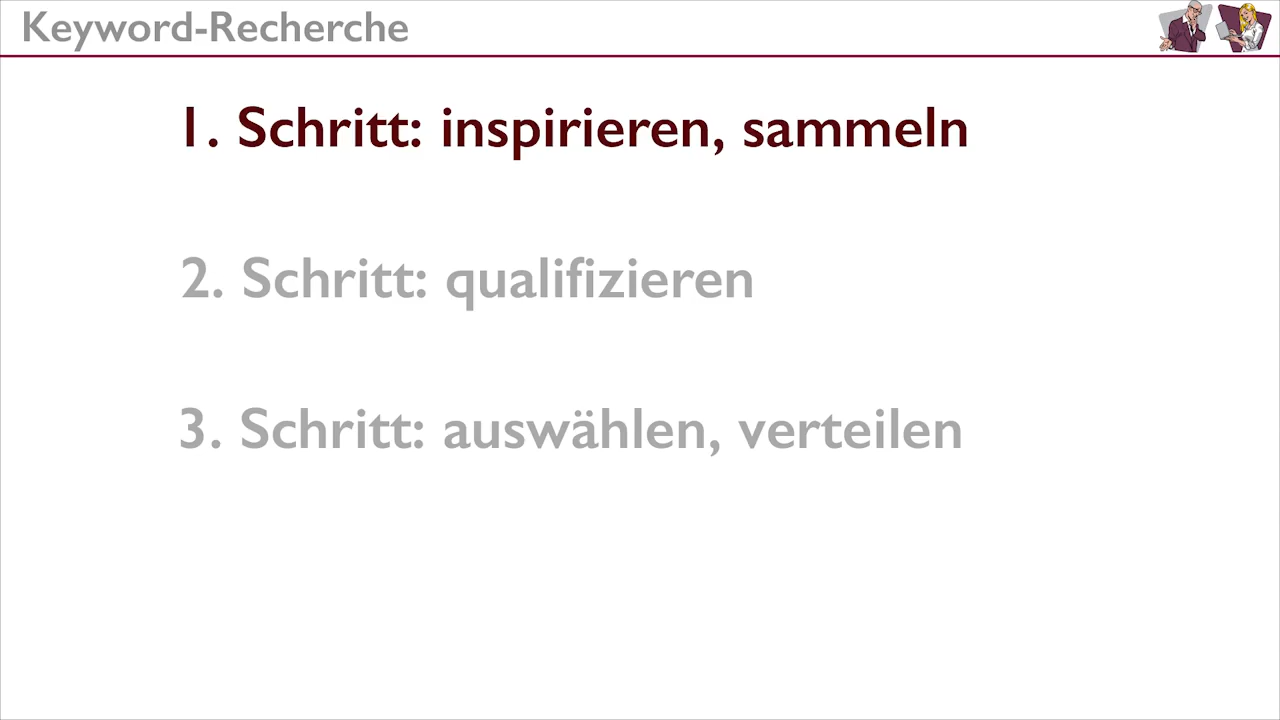 Keyword-Recherche
1. Schritt: inspirieren, sammeln
2. Schritt: qualifizieren
3. Schritt: auswählen, verteilen